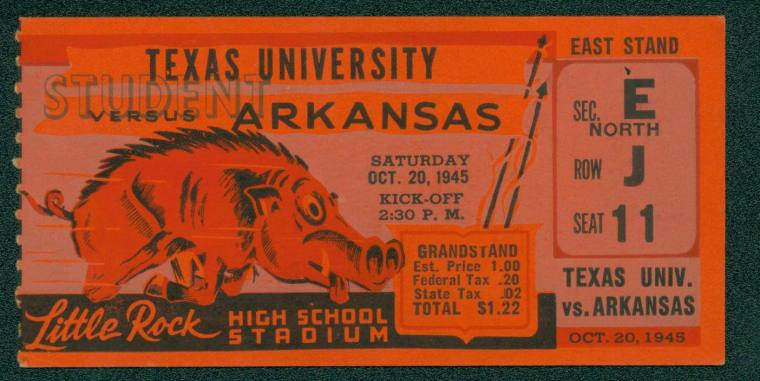 TEXAS UNIVERSITY
STUDENT
VERSUS ARKANSAS
SATURDAY
OCT. 20, 1945
KICK-OFF
2:30 P. M.
GRANDSTAND
Est. Price 1.00
Federal Tax .20
State Tax .02
TOTAL $1.22
Little Rock HIGH SCHOOL
STADIUM
EAST STAND
SEC. E
NORTH
ROW J
SEAT 11
TEXAS UNIV.
vs. ARKANSAS
OCT. 20, 1945